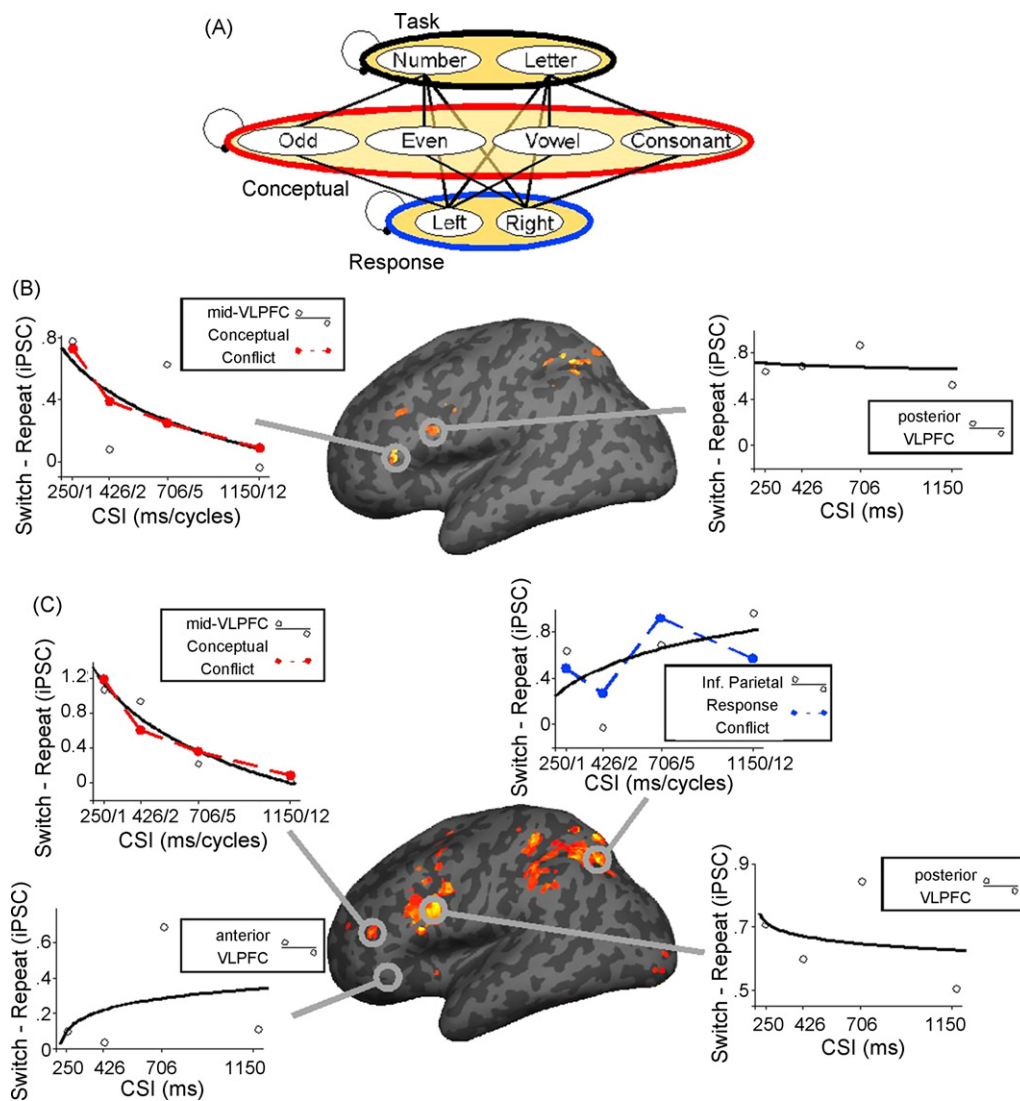 (A)
Task
Number Letter
Odd Even Vowel Consonant
Conceptual
Left Right
Response
(B)
mid-VLPFC
Conceptual
Conflict
Switch - Repeat (iPSC)
.8
.4
0
250/1 426/2 706/5 1150/12
CSI (ms/cycles)
Switch - Repeat (iPSC)
.8
.4
0
posterior
VLPFC
250 426 706 1150
CSI (ms)
(C)
mid-VLPFC
Conceptual
Conflict
Switch - Repeat (iPSC)
1.2
0.8
0.4
0
250/1 426/2 706/5 1150/12
CSI (ms/cycles)
Switch - Repeat (iPSC)
.8
.4
0
Inf. Parietal
Response
Conflict
250/1 426/2 706/5 1150/12
CSI (ms/cycles)
Switch - Repeat (iPSC)
.6
.4
.2
0
anterior
VLPFC
250 426 706 1150
CSI (ms)
Switch - Repeat (iPSC)
.9
.7
.5
posterior
VLPFC
250 426 706 1150
CSI (ms)